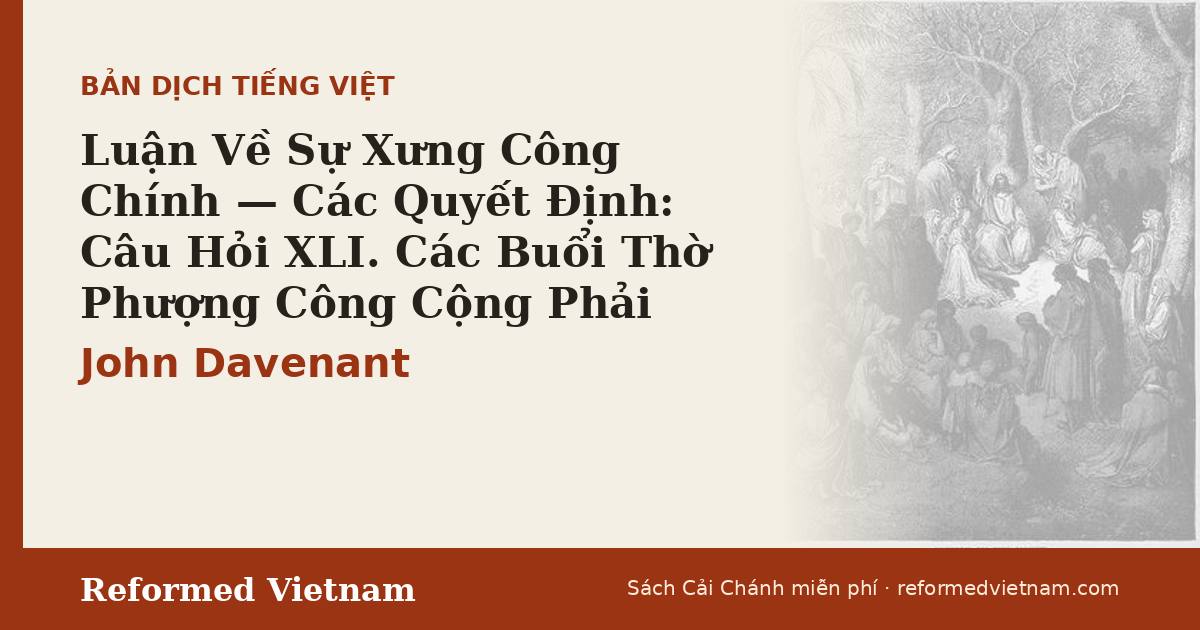 BẢN DỊCH TIẾNG VIỆT
Luận Về Sự Xưng Công
Chính — Các Quyết Định:
Câu Hỏi XLI. Các Buổi Thờ
Phượng Công Cộng Phải
John Davenant
Reformed Vietnam
Sách Cải Chánh miễn phí · reformedvietnam.com